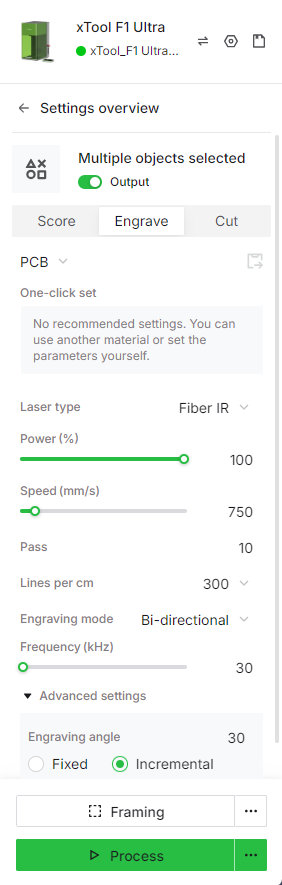 xTool F1 Ultra
xTool_F1 Ultra...
Settings overview
Multiple objects selected
Output
Score Engrave Cut
PCB
One-click set
No recommended settings. You can
use another material or set the
parameters yourself.
Laser type Fiber IR
Power (%)
100
Speed (mm/s)
750
Pass 10
Lines per cm 300
Engraving mode Bi-directional
Frequency (kHz)
30
Advanced settings
Engraving angle 30
Fixed Incremental
Framing
Process